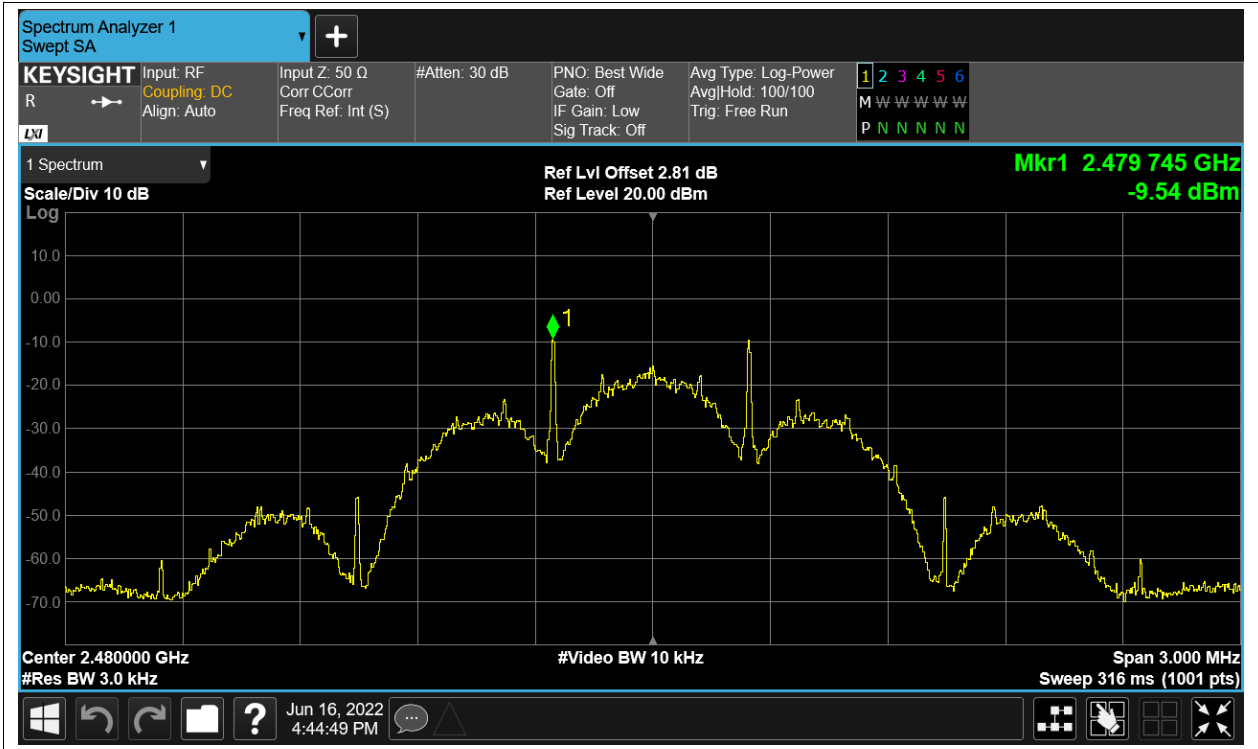 Spectrum Analyzer 1
Swept SA
+
KEYSIGHT
R
LXI
Input: RF
Coupling: DC
Align: Auto
Input Z: 50 Ω
Corr CCorr
Freq Ref: Int (S)
#Atten: 30 dB
PNO: Best Wide
Gate: Off
IF Gain: Low
Sig Track: Off
Avg Type: Log-Power
Avg|Hold: 100/100
Trig: Free Run
1 2 3 4 5 6
M W W W W W
P N N N N N
1 Spectrum
Scale/Div 10 dB
Log
Ref Lvl Offset 2.81 dB
Ref Level 20.00 dBm
Mkr1 2.479 745 GHz
-9.54 dBm
10.0
0.00
-10.0
-20.0
-30.0
-40.0
-50.0
-60.0
-70.0
1
Center 2.480000 GHz
#Res BW 3.0 kHz
#Video BW 10 kHz
Span 3.000 MHz
Sweep 316 ms (1001 pts)
?
Jun 16, 2022
4:44:49 PM